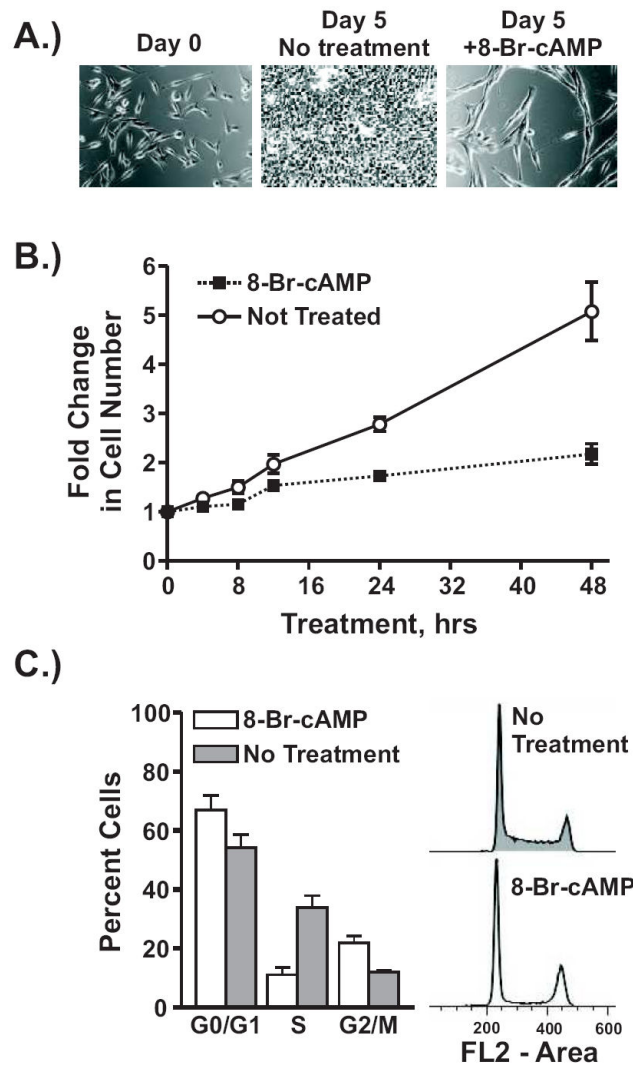 A.)
Day 0
Day 5
No treatment
Day 5
+8-Br-cAMP
B.)
6
5
4
3
2
1
0
Fold Change
in Cell Number
8-Br-cAMP
Not Treated
0 8 16 24 32 40 48
Treatment, hrs
C.)
100
80
60
40
20
0
Percent Cells
8-Br-cAMP
No Treatment
G0/G1 S G2/M
No
Treatment
8-Br-cAMP
200 400 600
FL2 - Area